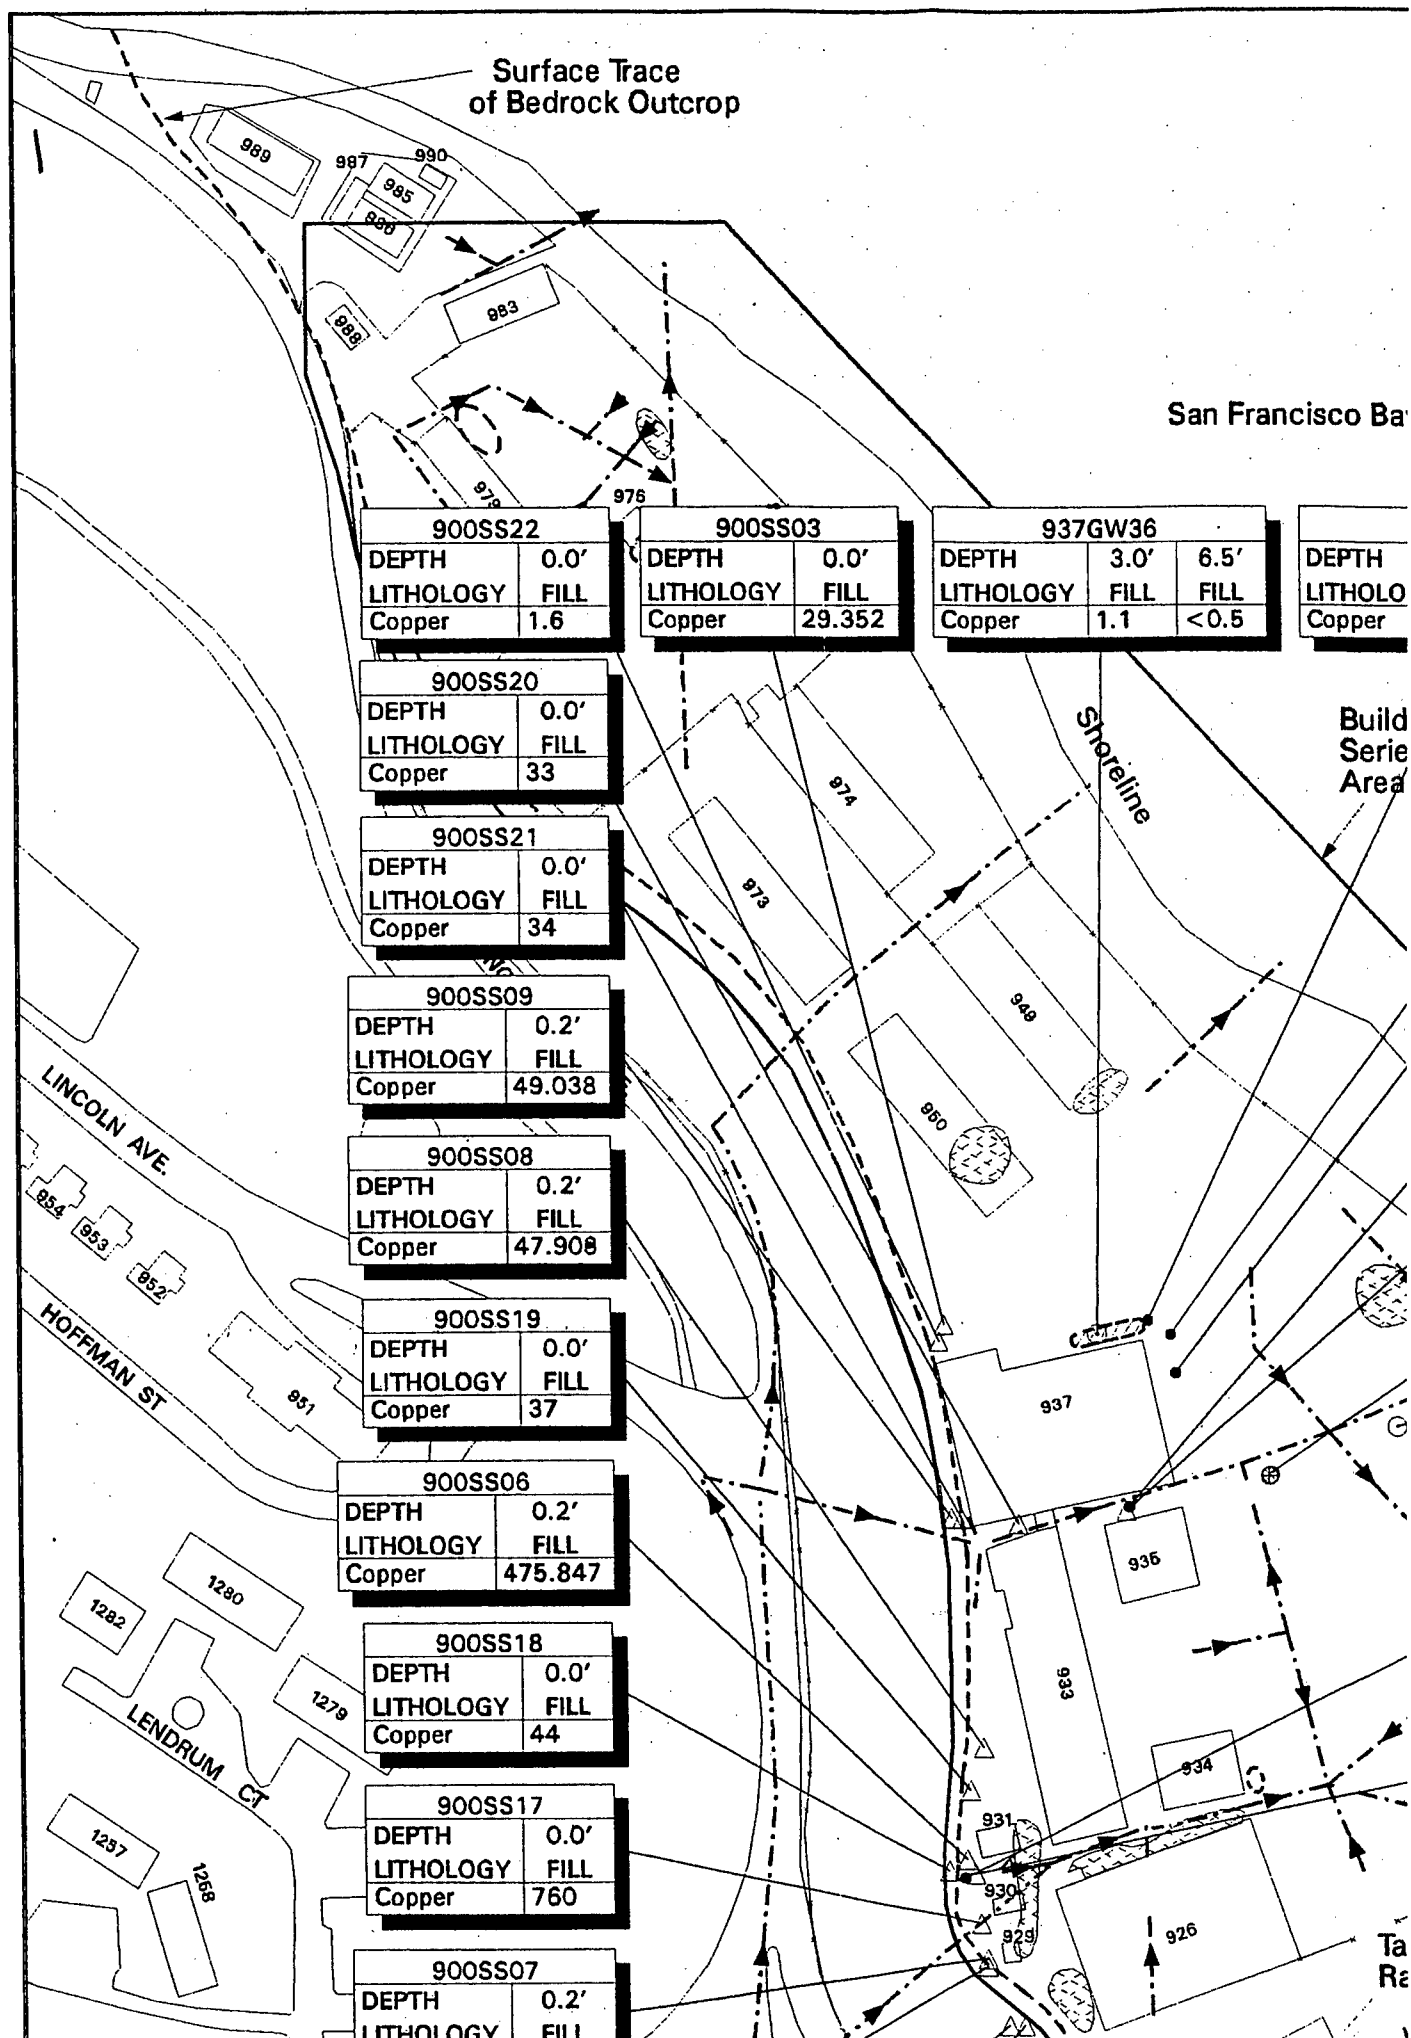 Surface Trace
of Bedrock Outcrop
989
987
990
985
986
983
988
San Francisco Ba
979
976
900SS22
DEPTH 0.0'
LITHOLOGY FILL
Copper 1.6
900SS03
DEPTH 0.0'
LITHOLOGY FILL
Copper 29.352
937GW36
DEPTH 3.0' 6.5'
LITHOLOGY FILL FILL
Copper 1.1 <0.5
DEPTH
LITHOLO
Copper
900SS20
DEPTH 0.0'
LITHOLOGY FILL
Copper 33
Shoreline
Build
Serie
Area
974
973
900SS21
DEPTH 0.0'
LITHOLOGY FILL
Copper 34
949
950
900SS09
DEPTH 0.2'
LITHOLOGY FILL
Copper 49.038
LINCOLN AVE.
954
953
952
900SS08
DEPTH 0.2'
LITHOLOGY FILL
Copper 47.908
HOFFMAN ST
951
900SS19
DEPTH 0.0'
LITHOLOGY FILL
Copper 37
937
900SS06
DEPTH 0.2'
LITHOLOGY FILL
Copper 475.847
935
1280
1282
1279
LENDRUM CT
900SS18
DEPTH 0.0'
LITHOLOGY FILL
Copper 44
933
934
931
930
929
926
1257
1258
900SS17
DEPTH 0.0'
LITHOLOGY FILL
Copper 760
Ta
Ra
900SS07
DEPTH 0.2'
LITHOLOGY FILL